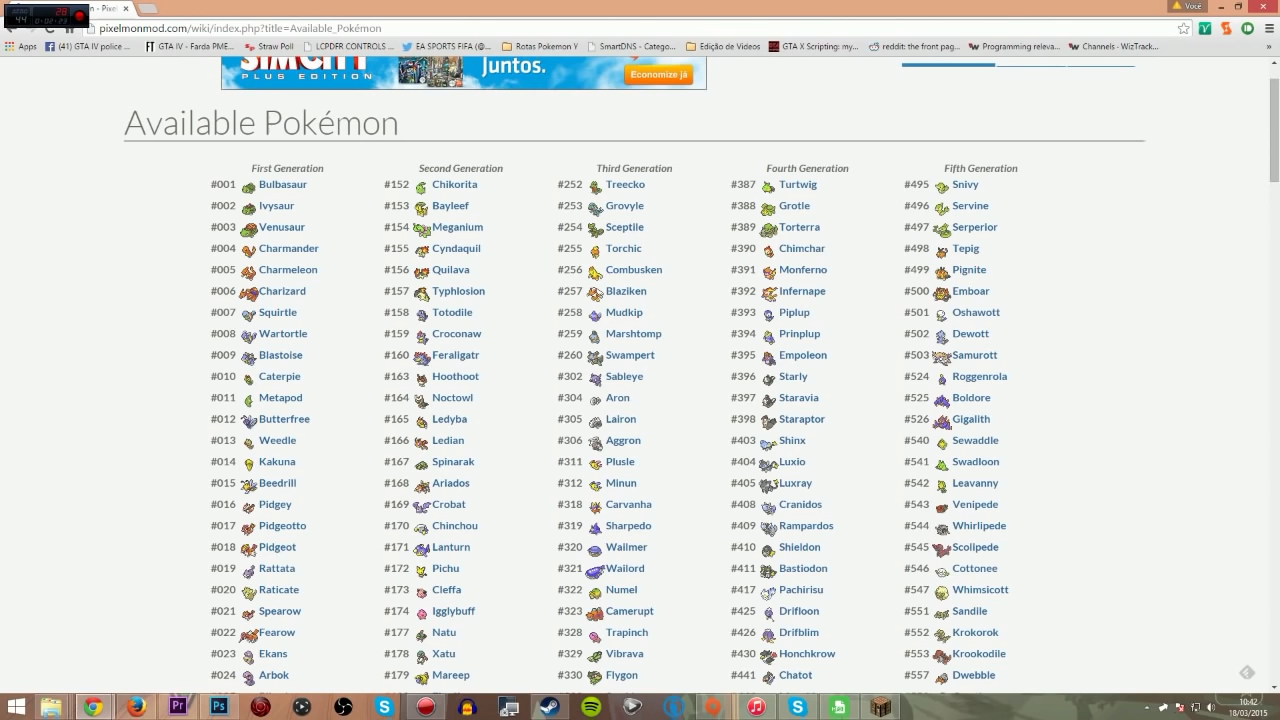 n - Pixel x
Você
28
44 0:02:23
pixelmonmod.com/wiki/index.php?title=Available_Pokémon
Apps (41) GTA IV police ... GTA IV - Farda PME... Straw Poll LCPDFR CONTROLS ... EA SPORTS FIFA (@... Rotas Pokemon Y SmartDNS - Catego... Edição de Vídeos GTA X Scripting: my... reddit: the front pag... Programming releva... Channels - WizTrack...
SIMCITY
PLUS EDITION
Juntos.
Economize já
Available Pokémon
First Generation Second Generation Third Generation Fourth Generation Fifth Generation
#001 Bulbasaur #152 Chikorita #252 Treecko #387 Turtwig #495 Snivy
#002 Ivysaur #153 Bayleef #253 Grovyle #388 Grotle #496 Servine
#003 Venusaur #154 Meganium #254 Sceptile #389 Torterra #497 Serperior
#004 Charmander #155 Cyndaquil #255 Torchic #390 Chimchar #498 Tepig
#005 Charmeleon #156 Quilava #256 Combusken #391 Monferno #499 Pignite
#006 Charizard #157 Typhlosion #257 Blaziken #392 Infernape #500 Emboar
#007 Squirtle #158 Totodile #258 Mudkip #393 Piplup #501 Oshawott
#008 Wartortle #159 Croconaw #259 Marshtomp #394 Prinplup #502 Dewott
#009 Blastoise #160 Feraligatr #260 Swampert #395 Empoleon #503 Samurott
#010 Caterpie #163 Hoothoot #302 Sableye #396 Starly #524 Roggenrola
#011 Metapod #164 Noctowl #304 Aron #397 Staravia #525 Boldore
#012 Butterfree #165 Ledyba #305 Lairon #398 Staraptor #526 Gigalith
#013 Weedle #166 Ledian #306 Aggron #403 Shinx #540 Sewaddle
#014 Kakuna #167 Spinarak #311 Plusle #404 Luxio #541 Swadloon
#015 Beedrill #168 Ariados #312 Minun #405 Luxray #542 Leavanny
#016 Pidgey #169 Crobat #318 Carvanha #408 Cranidos #543 Venipede
#017 Pidgeotto #170 Chinchou #319 Sharpedo #409 Rampardos #544 Whirlipede
#018 Pidgeot #171 Lanturn #320 Wailmer #410 Shieldon #545 Scolipede
#019 Rattata #172 Pichu #321 Wailord #411 Bastiodon #546 Cottonee
#020 Raticate #173 Cleffa #322 Numel #417 Pachirisu #547 Whimsicott
#021 Spearow #174 Igglybuff #323 Camerupt #425 Drifloon #551 Sandile
#022 Fearow #177 Natu #328 Trapinch #426 Drifblim #552 Krokorok
#023 Ekans #178 Xatu #329 Vibrava #430 Honchkrow #553 Krookodile
#024 Arbok #179 Mareep #330 Flygon #441 Chatot #557 Dwebble
10:42
18/03/2015